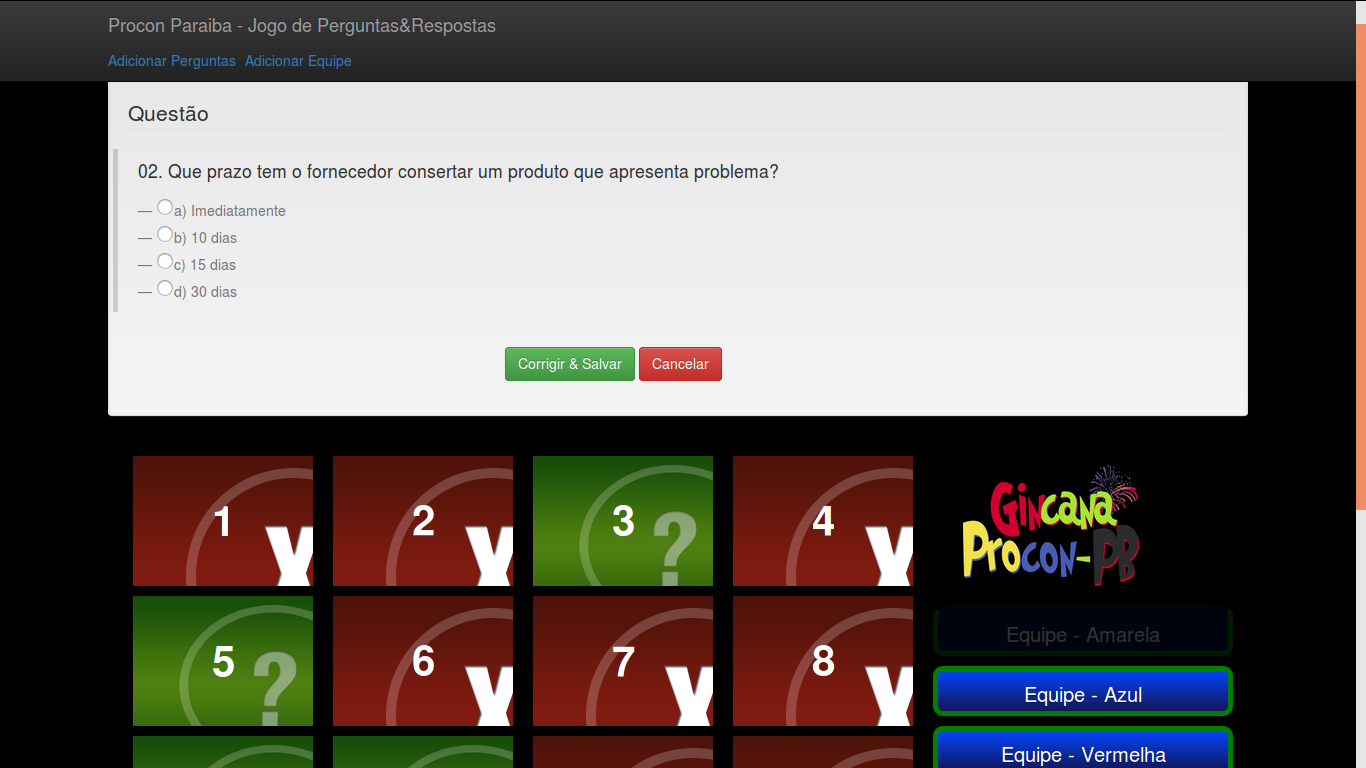 Procon Paraiba - Jogo de Perguntas&Respostas
Adicionar Perguntas Adicionar Equipe
Questão
02. Que prazo tem o fornecedor consertar um produto que apresenta problema?
— a) Imediatamente
— b) 10 dias
— c) 15 dias
— d) 30 dias
Corrigir & Salvar Cancelar
1 2 3 ? 4
Gincana
Procon-PB
5 ? 6 7 8
Equipe - Amarela
Equipe - Azul
Equipe - Vermelha